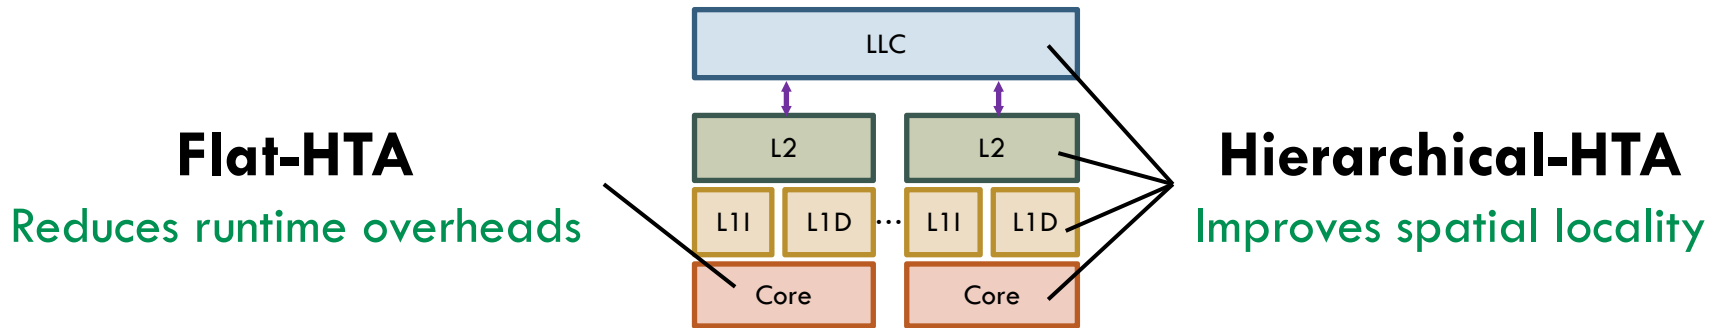 Flat-HTA
Reduces runtime overheads
LLC
L2 L2
L1I L1D ... L1I L1D
Core Core
Hierarchical-HTA
Improves spatial locality